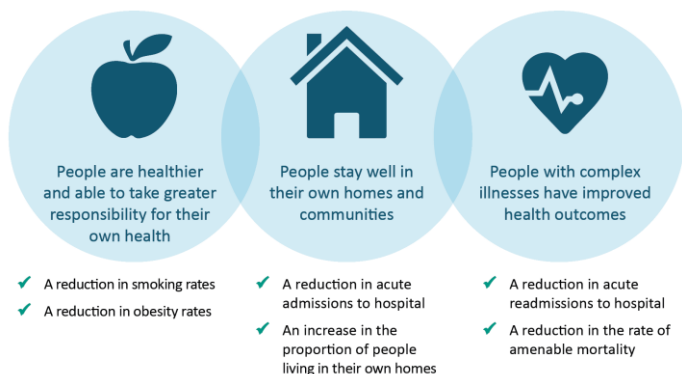 People are healthier
and able to take greater
responsibility for their
own health
People stay well in
their own homes and
communities
People with complex
illnesses have improved
health outcomes
A reduction in smoking rates
A reduction in obesity rates
A reduction in acute
admissions to hospital
An increase in the
proportion of people
living in their own homes
A reduction in acute
readmissions to hospital
A reduction in the rate of
amenable mortality